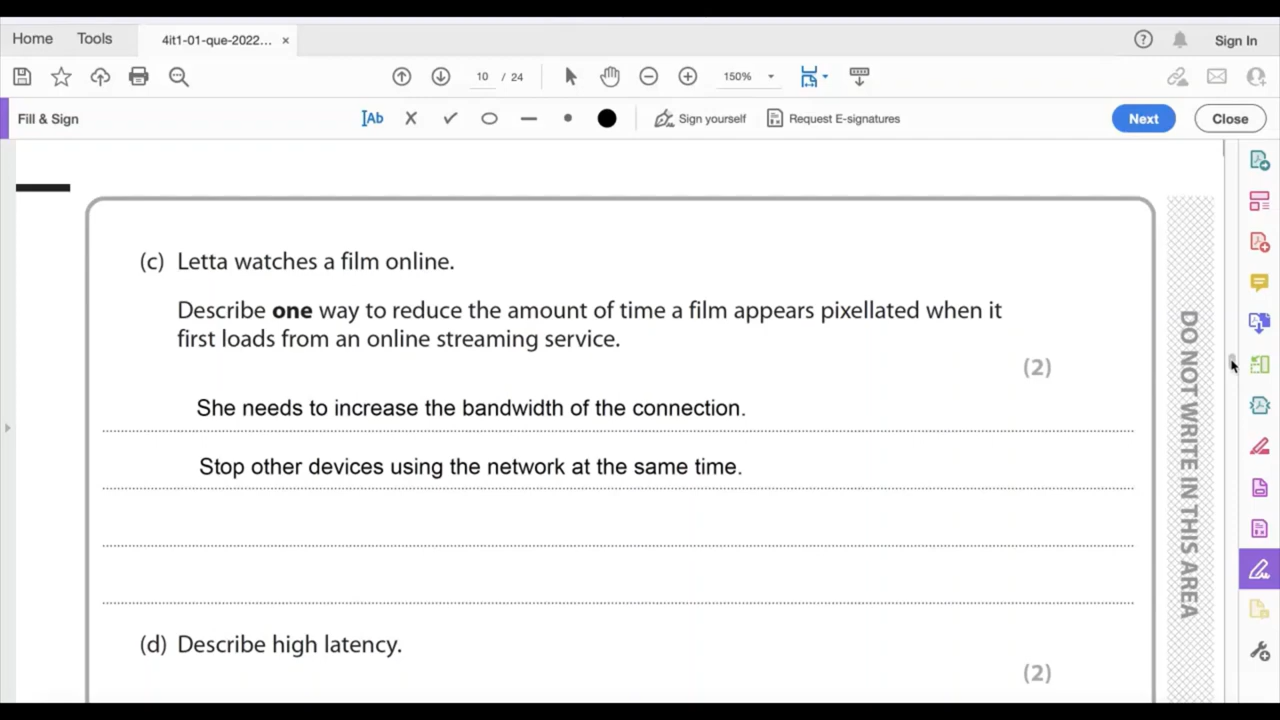 Home Tools 4it1-01-que-2022... × Sign In
10 / 24 150%
Fill & Sign Ab Sign yourself Request E-signatures Next Close
(c) Letta watches a film online.
Describe one way to reduce the amount of time a film appears pixellated when it
first loads from an online streaming service.
(2)
She needs to increase the bandwidth of the connection.
Stop other devices using the network at the same time.
(d) Describe high latency.
(2)
DO NOT WRITE IN THIS AREA